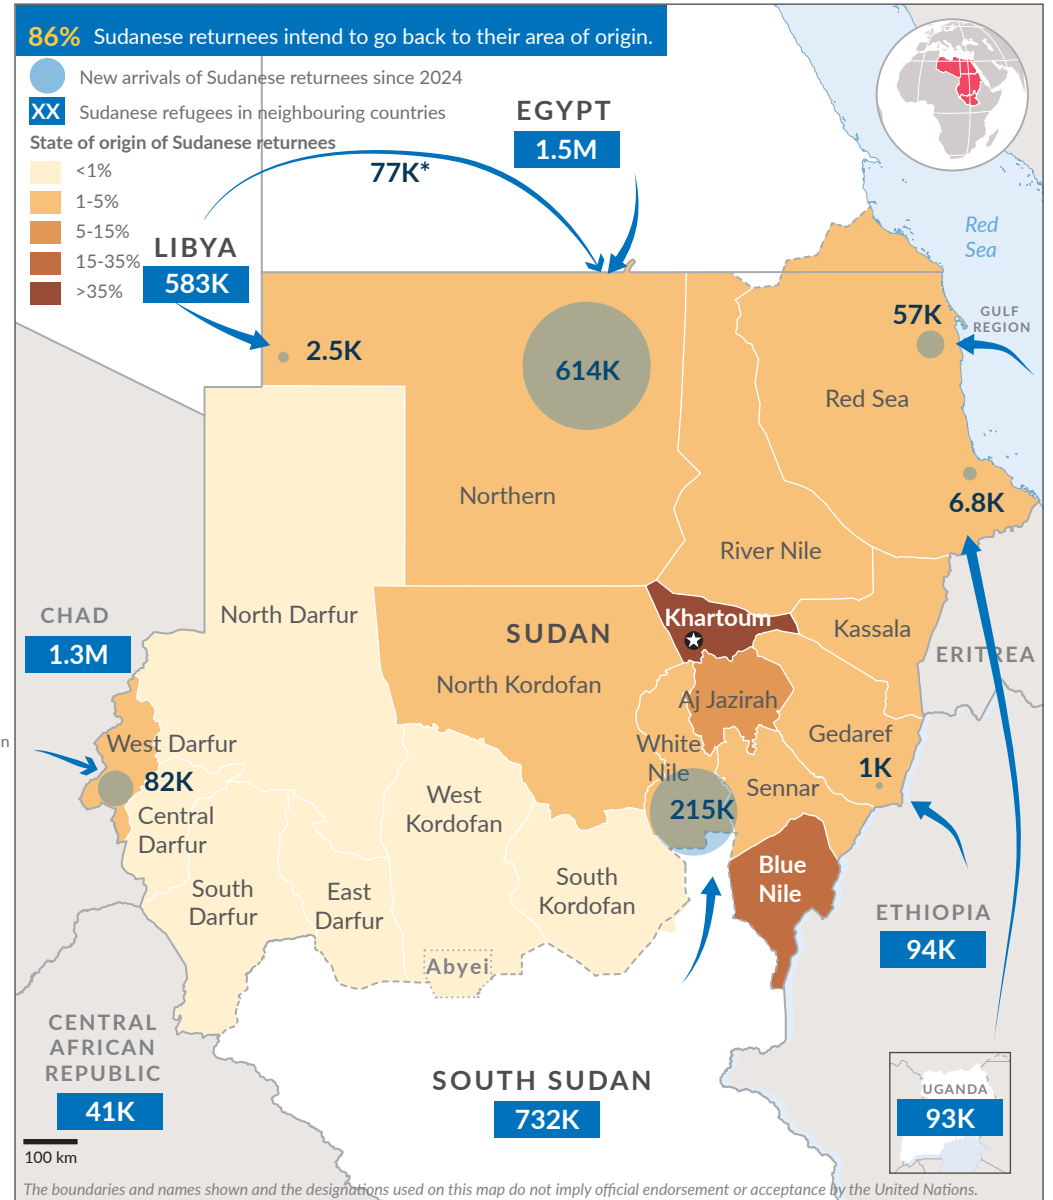 86% Sudanese returnees intend to go back to their area of origin.
New arrivals of Sudanese returnees since 2024
XX Sudanese refugees in neighbouring countries
State of origin of Sudanese returnees
<1%
1-5%
5-15%
15-35%
>35%
EGYPT
1.5M
77K*
LIBYA
583K
2.5K
614K
57K
GULF
REGION
Red
Sea
Red Sea
6.8K
Northern
River Nile
CHAD
1.3M
North Darfur
SUDAN
Khartoum
Kassala
ERITREA
North Kordofan
Aj Jazirah
Gedaref
1K
n
West Darfur
82K
White
Nile
215K
Sennar
Central
Darfur
West
Kordofan
South
Darfur
East
Darfur
South
Kordofan
Blue
Nile
Abyei
ETHIOPIA
94K
CENTRAL
AFRICAN
REPUBLIC
41K
SOUTH SUDAN
732K
UGANDA
93K
100 km
The boundaries and names shown and the designations used on this map do not imply official endorsement or acceptance by the United Nations.